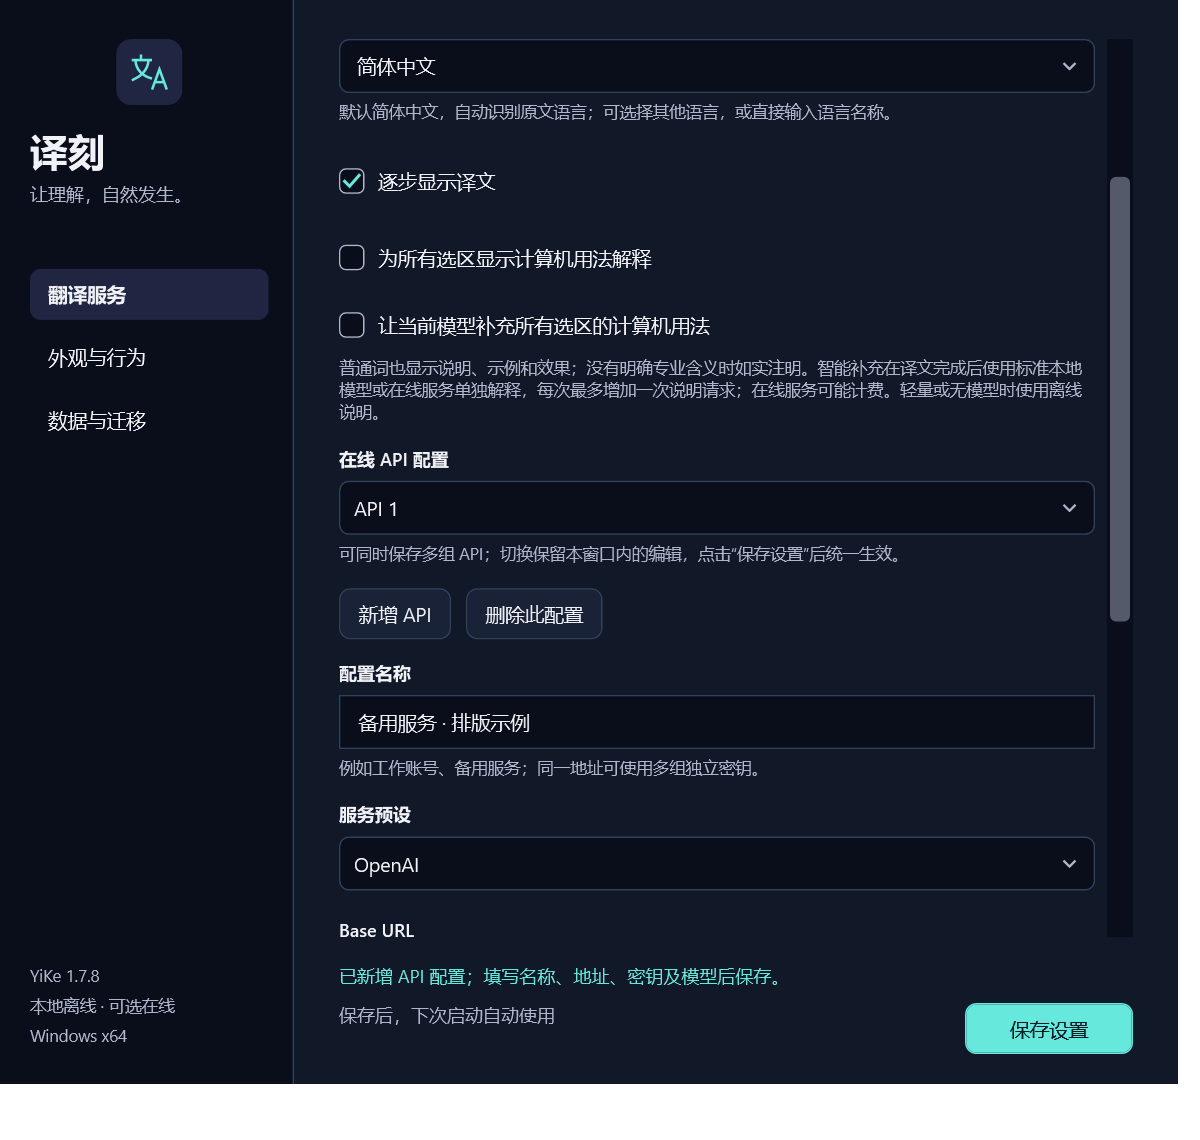 文A
译刻
让理解，自然发生。
翻译服务
外观与行为
数据与迁移
YiKe 1.7.8
本地离线 · 可选在线
Windows x64
简体中文
默认简体中文，自动识别原文语言；可选择其他语言，或直接输入语言名称。
逐步显示译文
为所有选区显示计算机用法解释
让当前模型补充所有选区的计算机用法
普通词也显示说明、示例和效果；没有明确专业含义时如实注明。智能补充在译文完成后使用标准本地
模型或在线服务单独解释，每次最多增加一次说明请求；在线服务可能计费。轻量或无模型时使用离线
说明。
在线 API 配置
API 1
可同时保存多组 API；切换保留本窗口内的编辑，点击“保存设置”后统一生效。
新增 API
删除此配置
配置名称
备用服务 · 排版示例
例如工作账号、备用服务；同一地址可使用多组独立密钥。
服务预设
OpenAI
Base URL
已新增 API 配置；填写名称、地址、密钥及模型后保存。
保存后，下次启动自动使用
保存设置